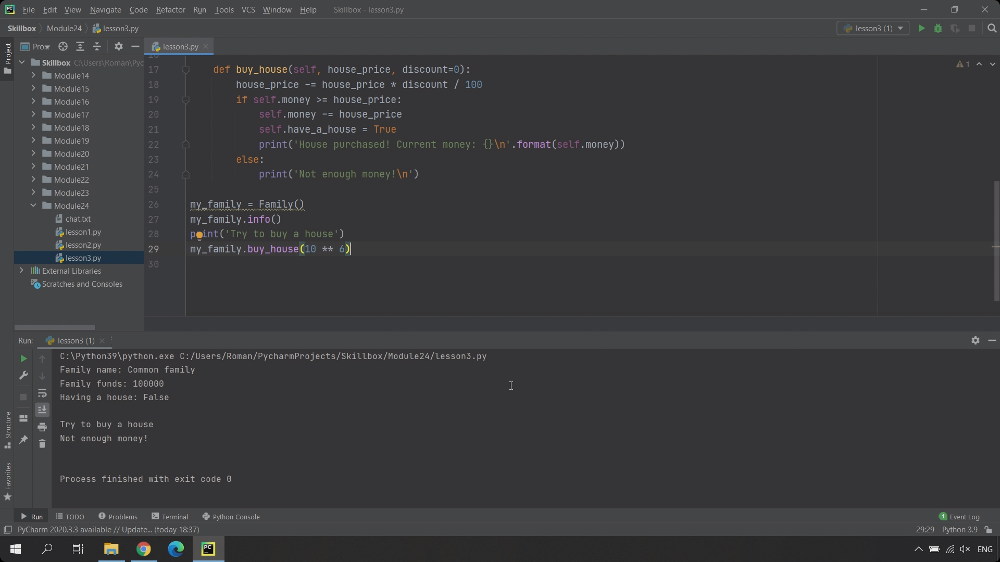 File Edit View Navigate Code Refactor Run Tools VCS Window Help Skillbox - lesson3.py
Skillbox Module24 lesson3.py lesson3 (1)
Project
Pro... lesson3.py
Skillbox C:\Users\Roman\Pyc
Module14
Module15
Module16
Module17
Module18
Module19
Module20
Module21
Module22
Module23
Module24
chat.txt
lesson1.py
lesson2.py
lesson3.py
External Libraries
Scratches and Consoles
1
16
17 def buy_house(self, house_price, discount=0):
18 house_price -= house_price * discount / 100
19 if self.money >= house_price:
20 self.money -= house_price
21 self.have_a_house = True
22 print('House purchased! Current money: {}\n'.format(self.money))
23 else:
24 print('Not enough money!\n')
25
26 my_family = Family()
27 my_family.info()
28 print('Try to buy a house')
29 my_family.buy_house(10 ** 6)
30
Run: lesson3 (1)
C:\Python39\python.exe C:/Users/Roman/PycharmProjects/Skillbox/Module24/lesson3.py
Family name: Common family
Family funds: 100000
Having a house: False
Try to buy a house
Not enough money!
Process finished with exit code 0
Structure
Favorites
Run TODO Problems Terminal Python Console 1 Event Log
PyCharm 2020.3.3 available // Update... (today 18:37) 29:29 Python 3.9
PC ENG